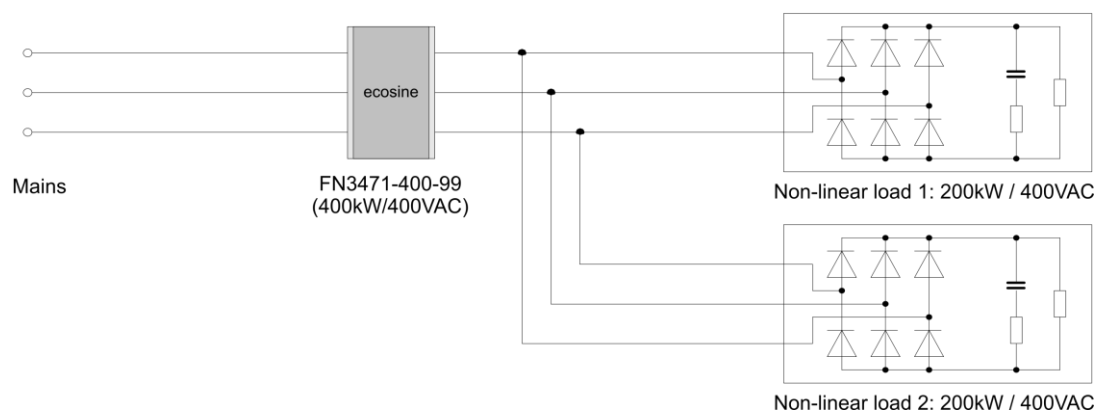 ecosine
Mains
FN3471-400-99
(400kW/400VAC)
Non-linear load 1: 200kW / 400VAC
Non-linear load 2: 200kW / 400VAC